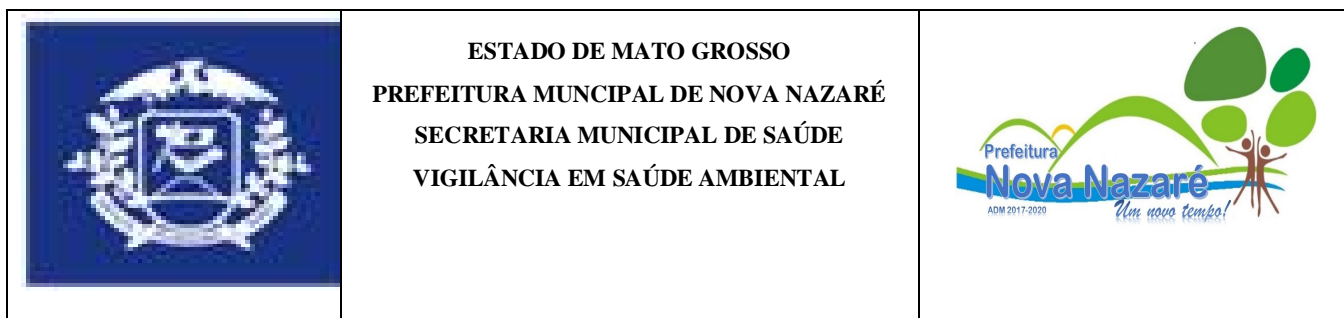 ESTADO DE MATO GROSSO
PREFEITURA MUNCIPAL DE NOVA NAZARÉ
SECRETARIA MUNICIPAL DE SAÚDE
VIGILÂNCIA EM SAÚDE AMBIENTAL
Prefeitura
Nova Nazaré
ADM 2017-2020
Um novo tempo!